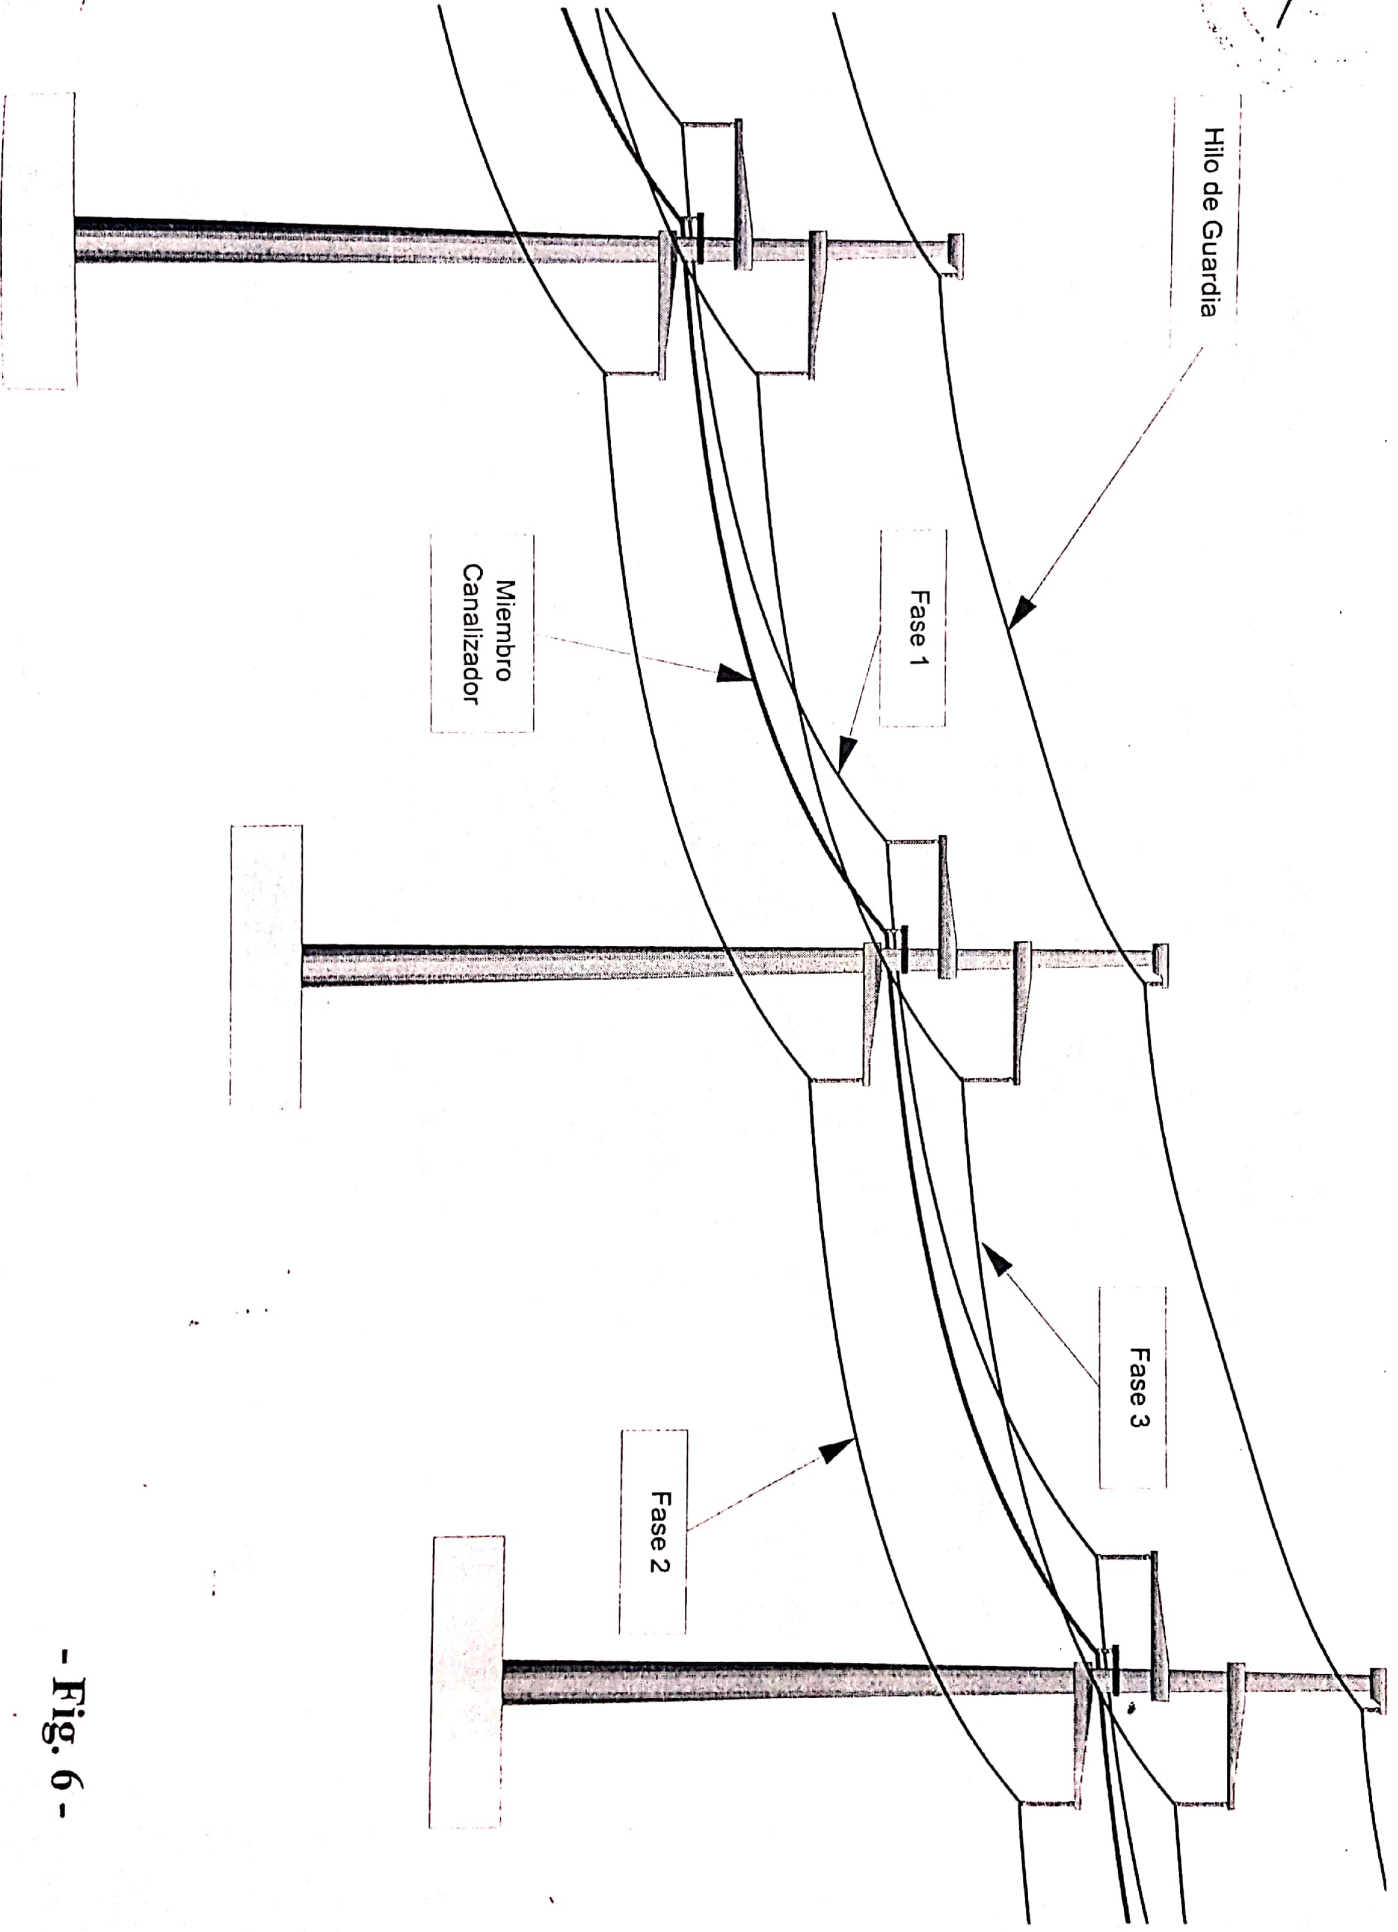 Hilo de Guardia
Fase 1
Miembro
Canalizador
Fase 3
Fase 2
- Fig. 6 -